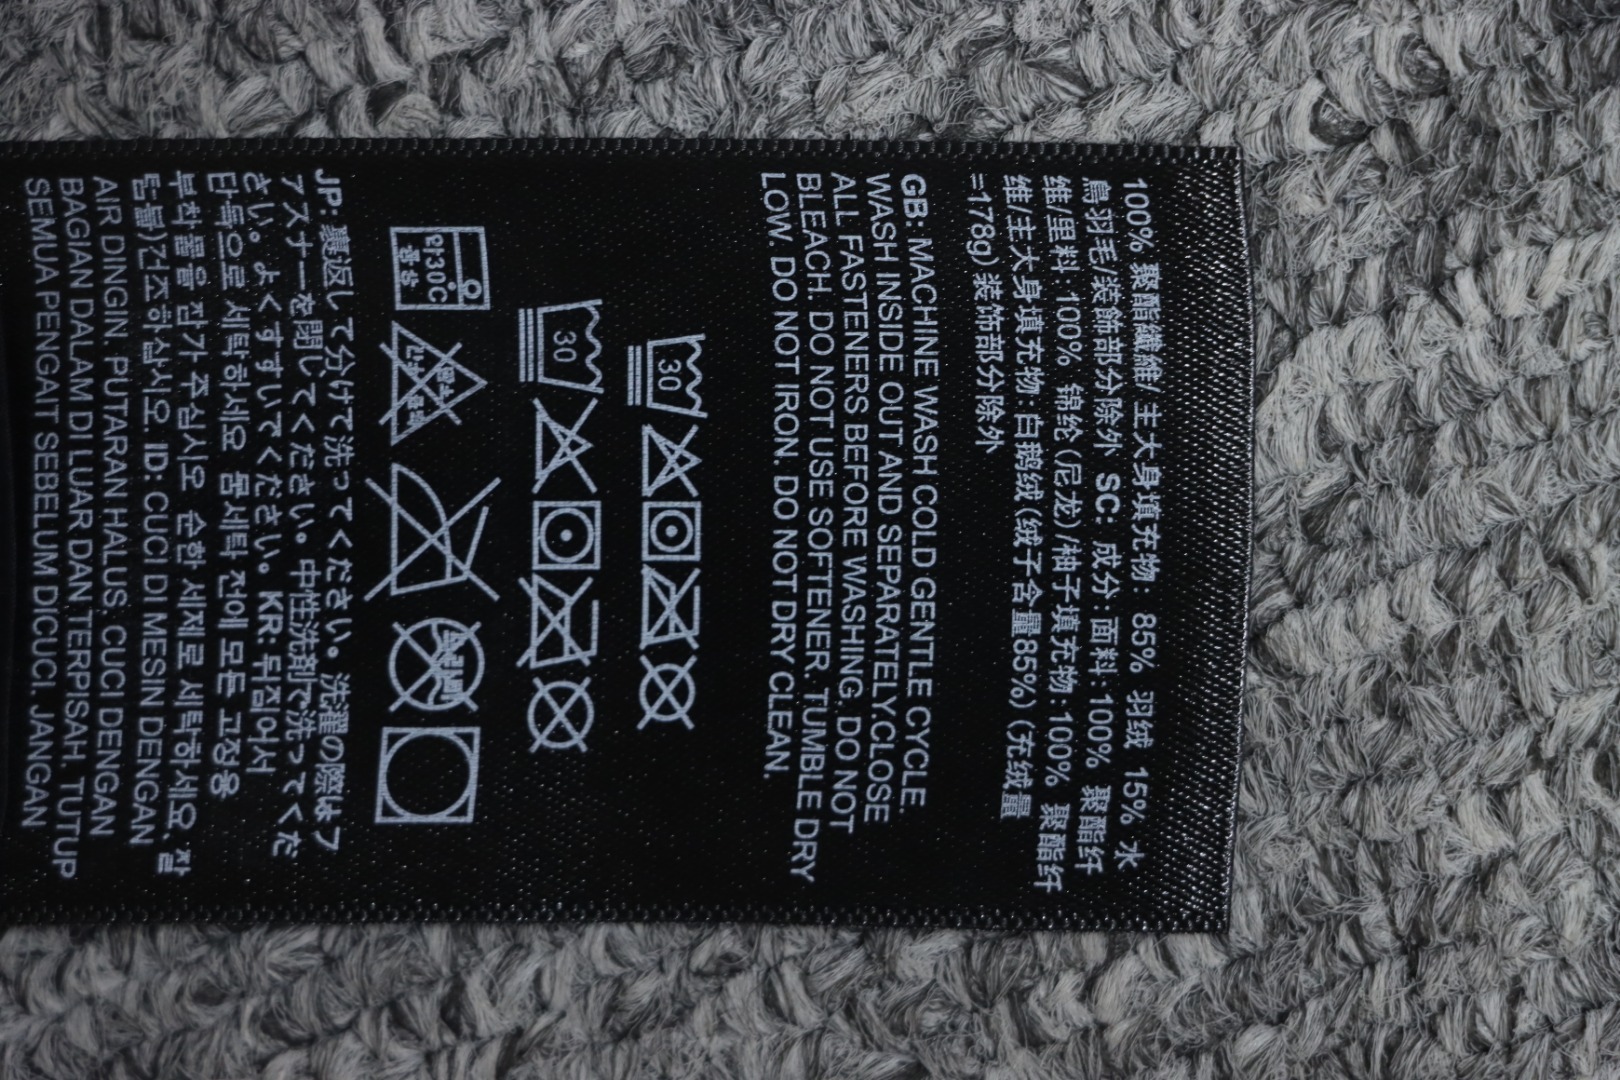 100% 聚酯纖維/ 主大身填充物: 85% 羽绒 15% 水
鳥羽毛/装飾部分除外 SC: 成分:面料:100% 聚酯纤
维/里料:100% 锦纶(尼龙)/袖子填充物:100% 聚酯纤
维/主大身填充物 白鹅绒(绒子含量85%)(充绒量
=178g) 装饰部分除外
GB: MACHINE WASH COLD GENTLE CYCLE.
WASH INSIDE OUT AND SEPARATELY.CLOSE
ALL FASTENERS BEFORE WASHING. DO NOT
BLEACH. DO NOT USE SOFTENER. TUMBLE DRY
LOW. DO NOT IRON. DO NOT DRY CLEAN.
30
30
약30℃
JP: 裏返して分けて洗ってください。洗濯の際はフ
ァスナーを閉じてください。中性洗剤で洗ってくだ
さい。よくすすいでください。KR: 뒤집어서
단독으로 세탁하세요 몸세탁 전에 모든 고정용
부착물을 잠가 주십시오 순한 세제로 세탁하세요. 찰
돔물)건조하십시오. ID: CUCI DI MESIN DENGAN
AIR DINGIN. PUTARAN HALUS. CUCI DENGAN
BAGIAN DALAM DI LUAR DAN TERPISAH. TUTUP
SEMUA PENGAIT SEBELUM DICUCI. JANGAN